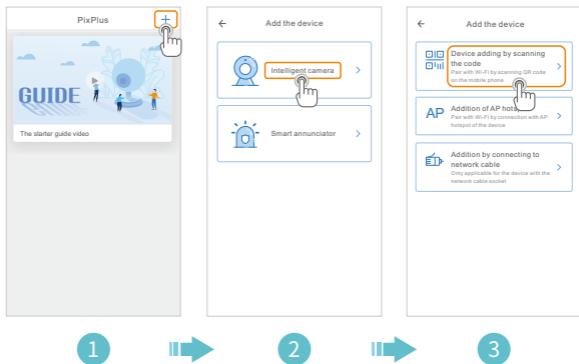 PixPlus
+
GUIDE
The starter guide video
Add the device
Intelligent camera
Smart annunciator
Add the device
Device adding by scanning
the code
Pair with Wi-Fi by scanning QR code
on the mobile phone
AP
Addition of AP
Pair with Wi-Fi by connection with AP
hotspot of the device
Addition by connecting to
network cable
Only applicable for the device with the
network cable socket
1
2
3